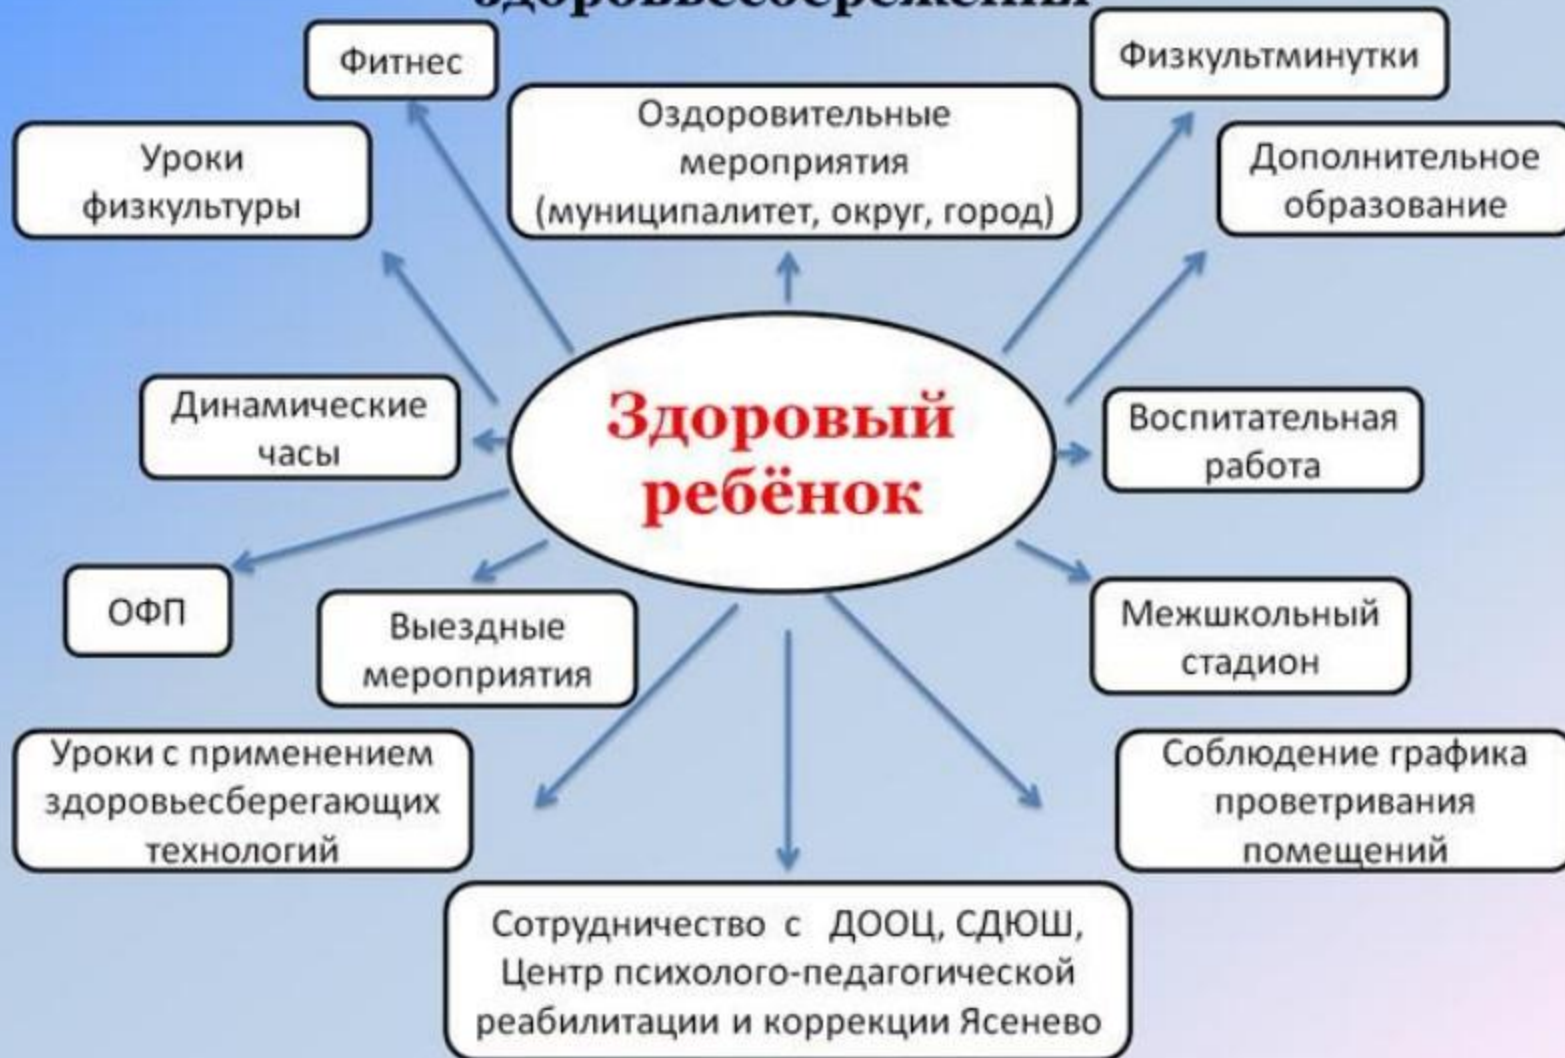 здоровьесбережения
Фитнес
Физкультминутки
Оздоровительные
мероприятия
(муниципалитет, округ, город)
Уроки
физкультуры
Дополнительное
образование
Динамические
часы
Здоровый
ребёнок
Воспитательная
работа
ОФП
Выездные
мероприятия
Межшкольный
стадион
Уроки с применением
здоровьесберегающих
технологий
Соблюдение графика
проветривания
помещений
Сотрудничество с ДООЦ, СДЮШ,
Центр психолого-педагогической
реабилитации и коррекции Ясенево